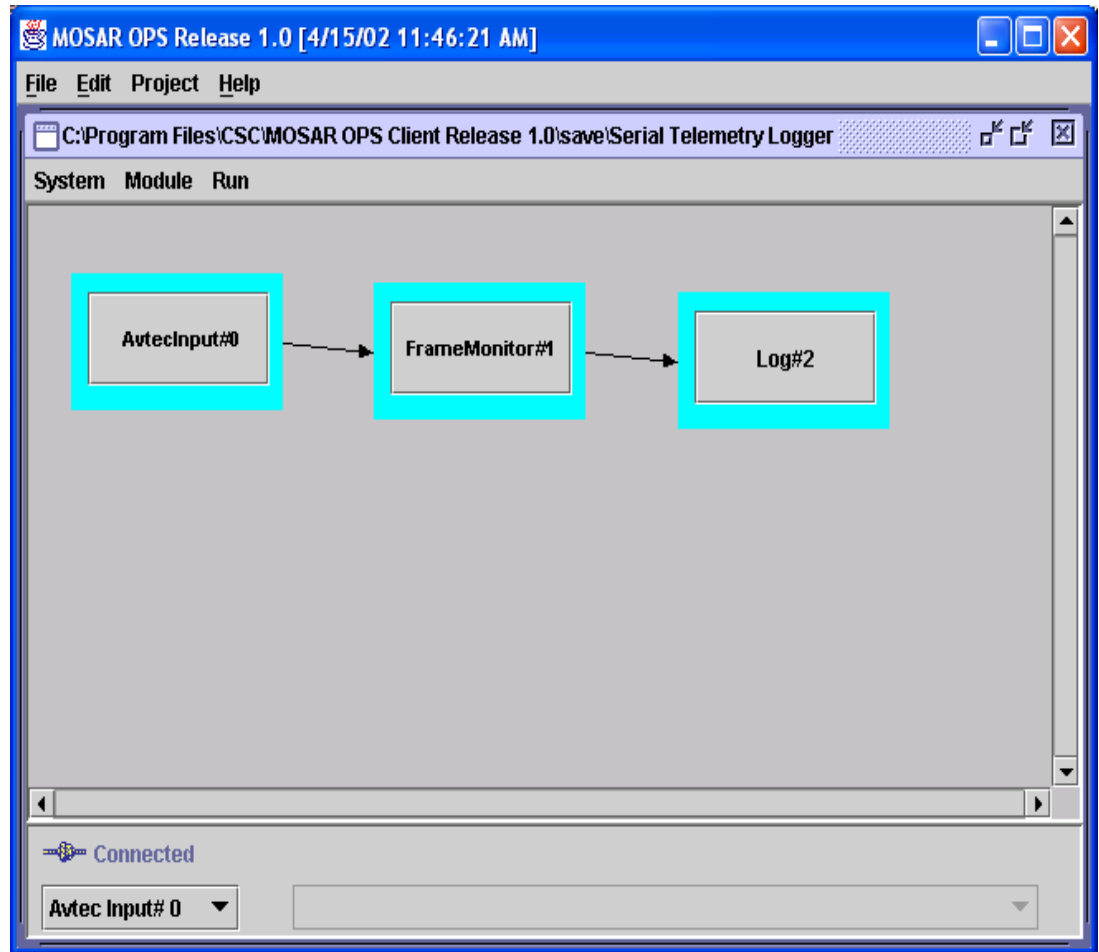 MOSAR OPS Release 1.0 [4/15/02 11:46:21 AM]
File Edit Project Help
C:\Program Files\CSC\MOSAR OPS Client Release 1.0\save\Serial Telemetry Logger
System Module Run
AvtecInput#0
FrameMonitor#1
Log#2
Connected
Avtec Input# 0